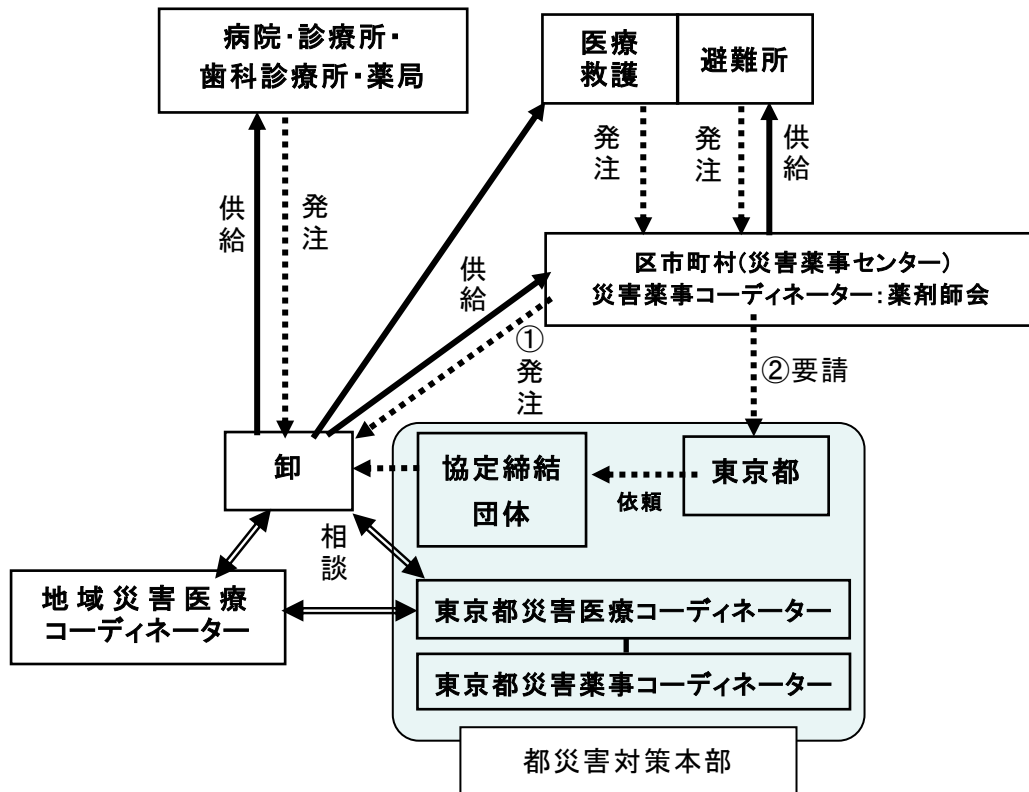 病院・診療所・
歯科診療所・薬局
医療
救護
避難所
供給
発注
発注
発注
供給
区市町村(災害薬事センター)
災害薬事コーディネーター:薬剤師会
供給
①
発注
②要請
卸
協定締結
団体
依頼
東京都
相談
地域災害医療
コーディネーター
東京都災害医療コーディネーター
東京都災害薬事コーディネーター
都災害対策本部